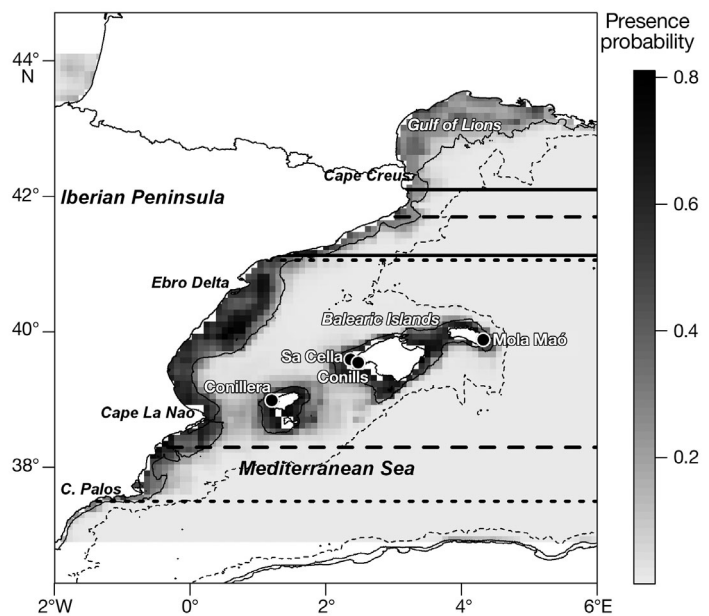 Presence
probability
44°
N
42°
40°
38°
2°W
0°
2°
4°
6°E
0.8
0.6
0.4
0.2
Gulf of Lions
Cape Creus
Iberian Peninsula
Ebro Delta
Balearic Islands
Mola Maó
Sa Cella
Conills
Conillera
Cape La Nao
Mediterranean Sea
C. Palos